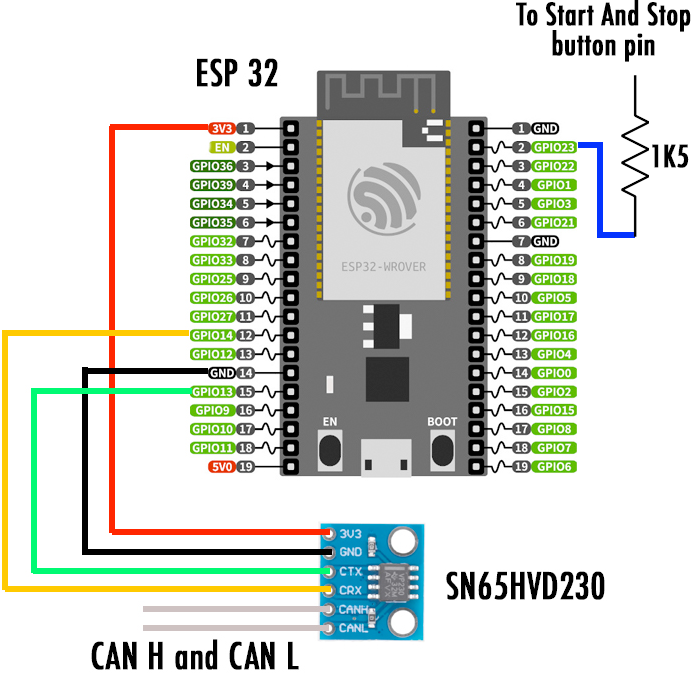 To Start And Stop
button pin
ESP 32
1K5
3V3 1
EN 2
GPIO36 3
GPIO39 4
GPIO34 5
GPIO35 6
GPIO32 7
GPIO33 8
GPIO25 9
GPIO26 10
GPIO27 11
GPIO14 12
GPIO12 13
GND 14
GPIO13 15
GPIO9 16
GPIO10 17
GPIO11 18
5V0 19
1 GND
2 GPIO23
3 GPIO22
4 GPIO1
5 GPIO3
6 GPIO21
7 GND
8 GPIO19
9 GPIO18
10 GPIO5
11 GPIO17
12 GPIO16
13 GPIO4
14 GPIO0
15 GPIO2
16 GPIO15
17 GPIO8
18 GPIO7
19 GPIO6
ESP32-WROVER
EN
BOOT
3V3
GND
CTX
CRX
CANH
CANL
SN65HVD230
CAN H and CAN L